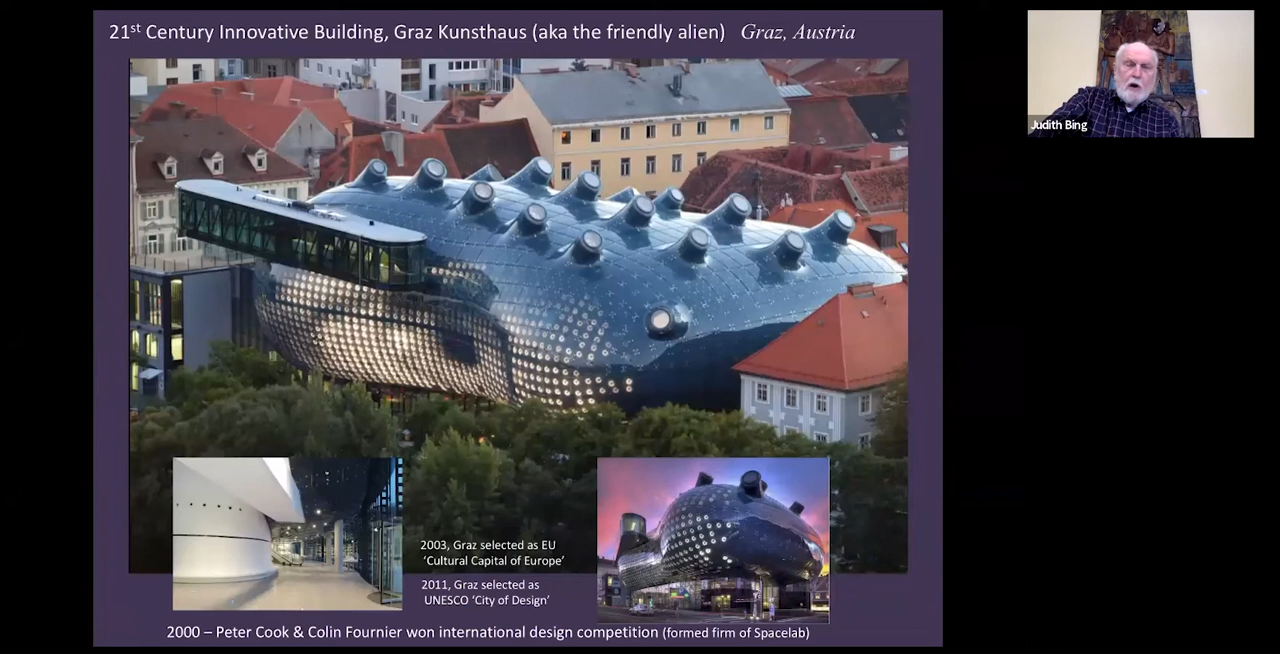 21st Century Innovative Building, Graz Kunsthaus (aka the friendly alien) Graz, Austria
Judith Bing
2003, Graz selected as EU
‘Cultural Capital of Europe’
2011, Graz selected as
UNESCO ‘City of Design’
2000 – Peter Cook & Colin Fournier won international design competition (formed firm of Spacelab)